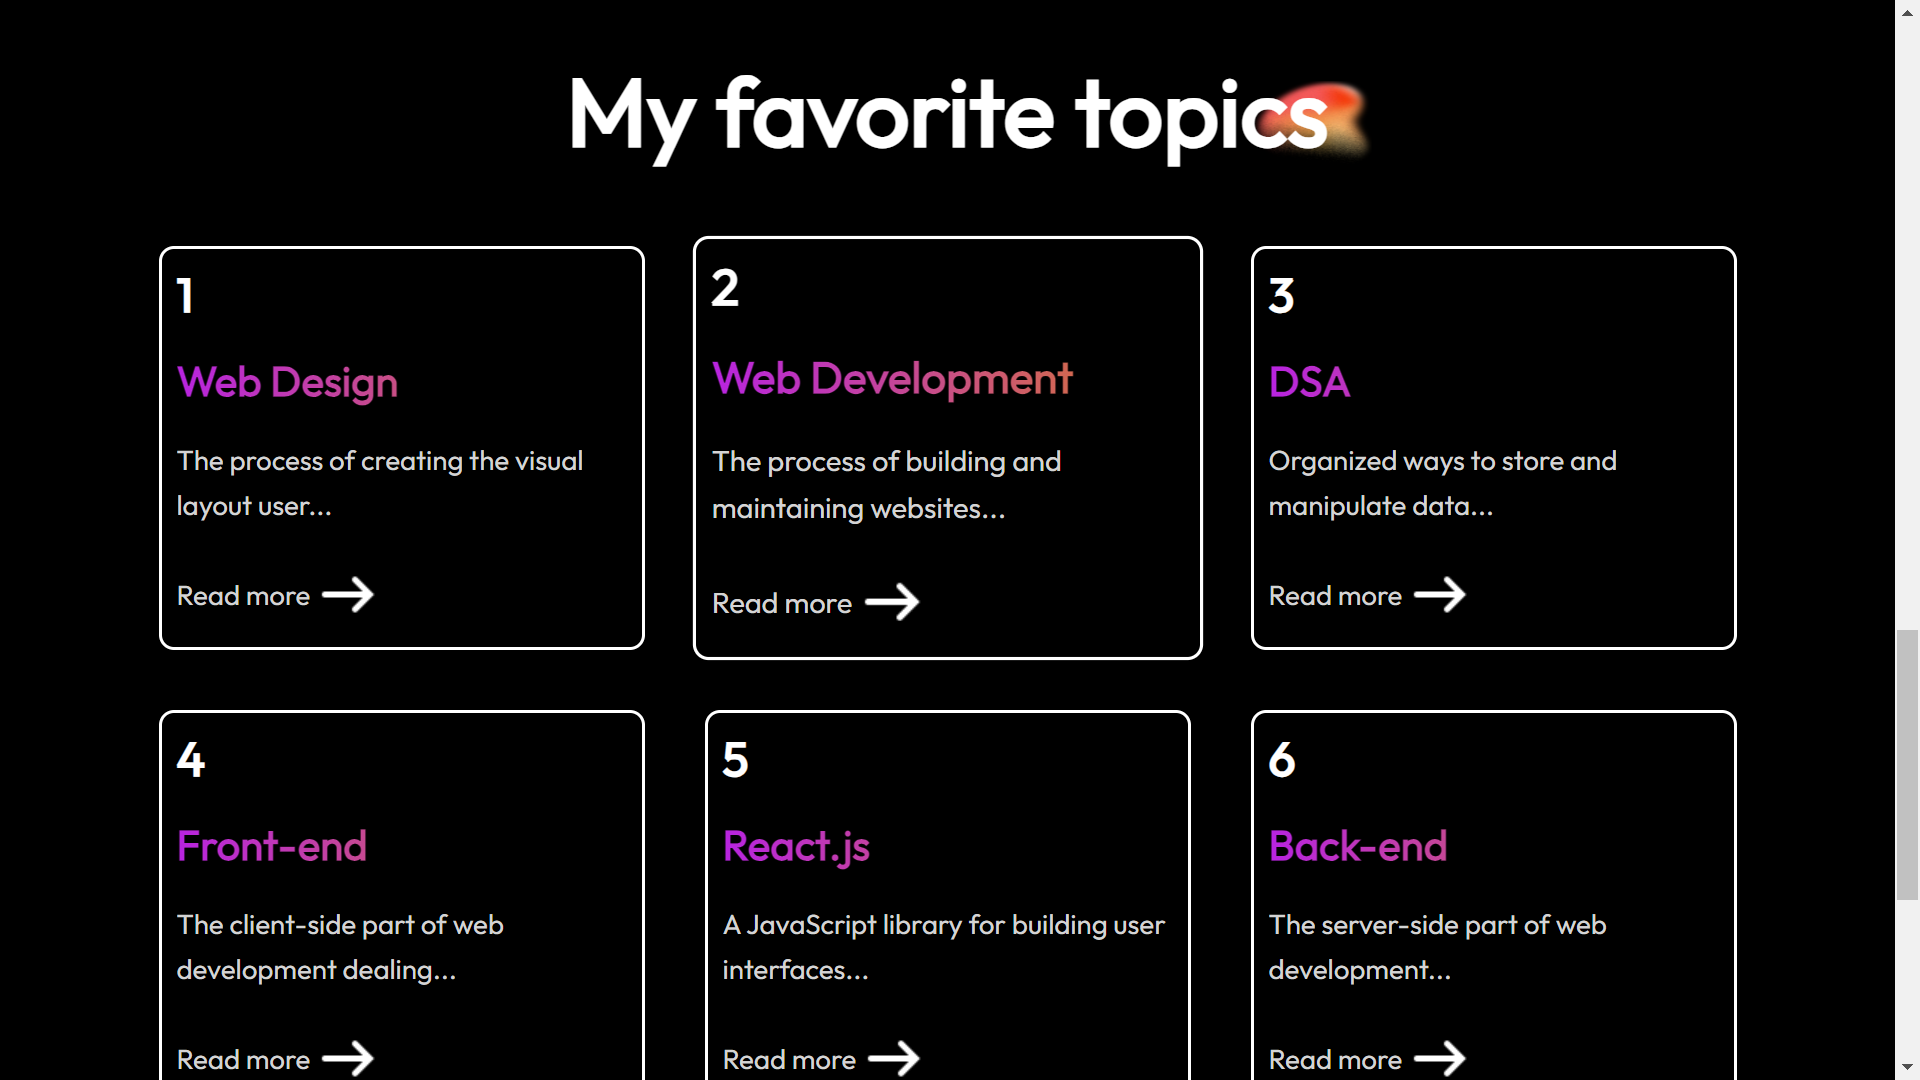 My favorite topics
1
Web Design
The process of creating the visual
layout user...
Read more
2
Web Development
The process of building and
maintaining websites...
Read more
3
DSA
Organized ways to store and
manipulate data...
Read more
4
Front-end
The client-side part of web
development dealing...
Read more
5
React.js
A JavaScript library for building user
interfaces...
Read more
6
Back-end
The server-side part of web
development...
Read more